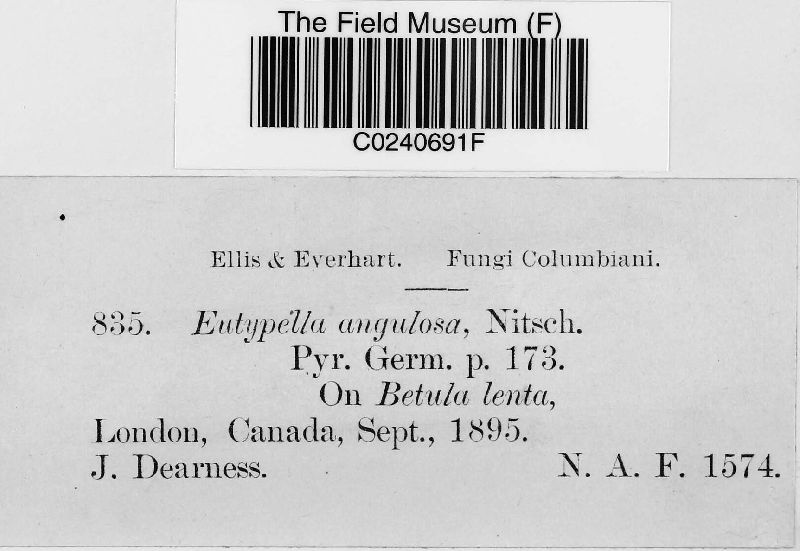 The Field Museum (F)
C0240691F
Ellis & Everhart. Fungi Columbiani.
835. Eutypella angulosa, Nitsch.
Pyr. Germ. p. 173.
On Betula lenta,
London, Canada, Sept., 1895.
J. Dearness. N. A. F. 1574.